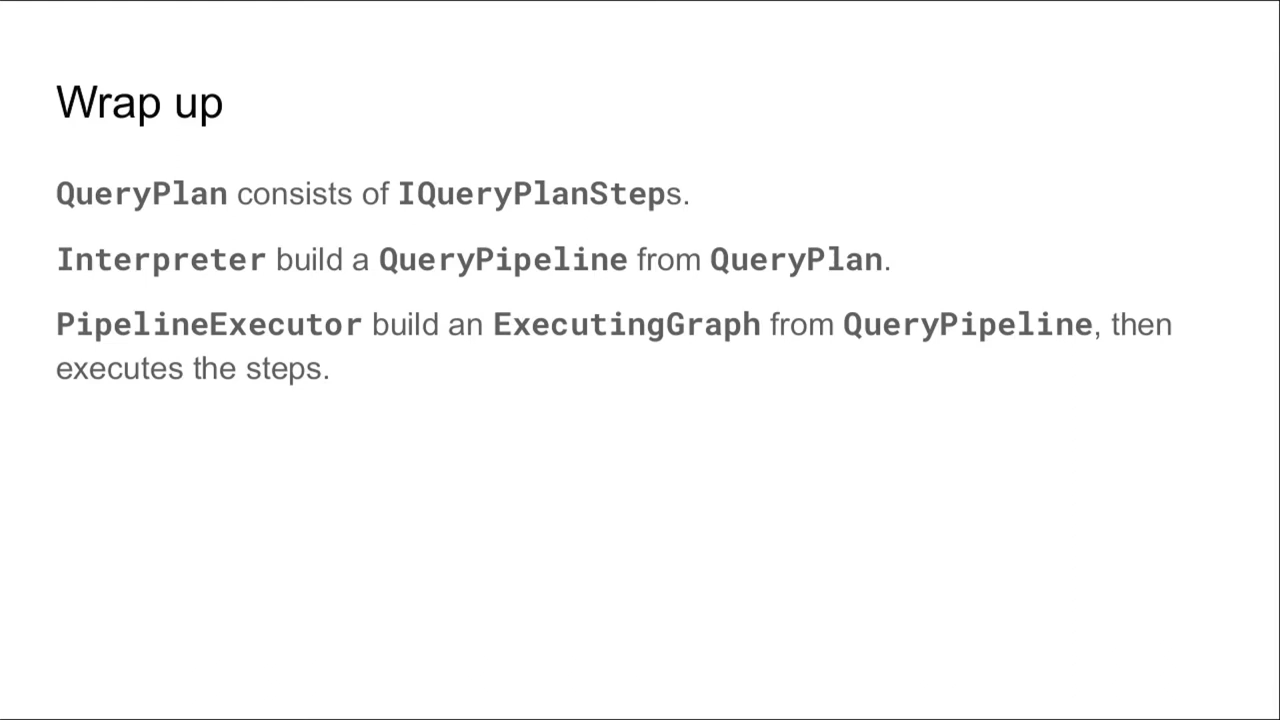 Wrap up
QueryPlan consists of IQueryPlanSteps.
Interpreter build a QueryPipeline from QueryPlan.
PipelineExecutor build an ExecutingGraph from QueryPipeline, then
executes the steps.